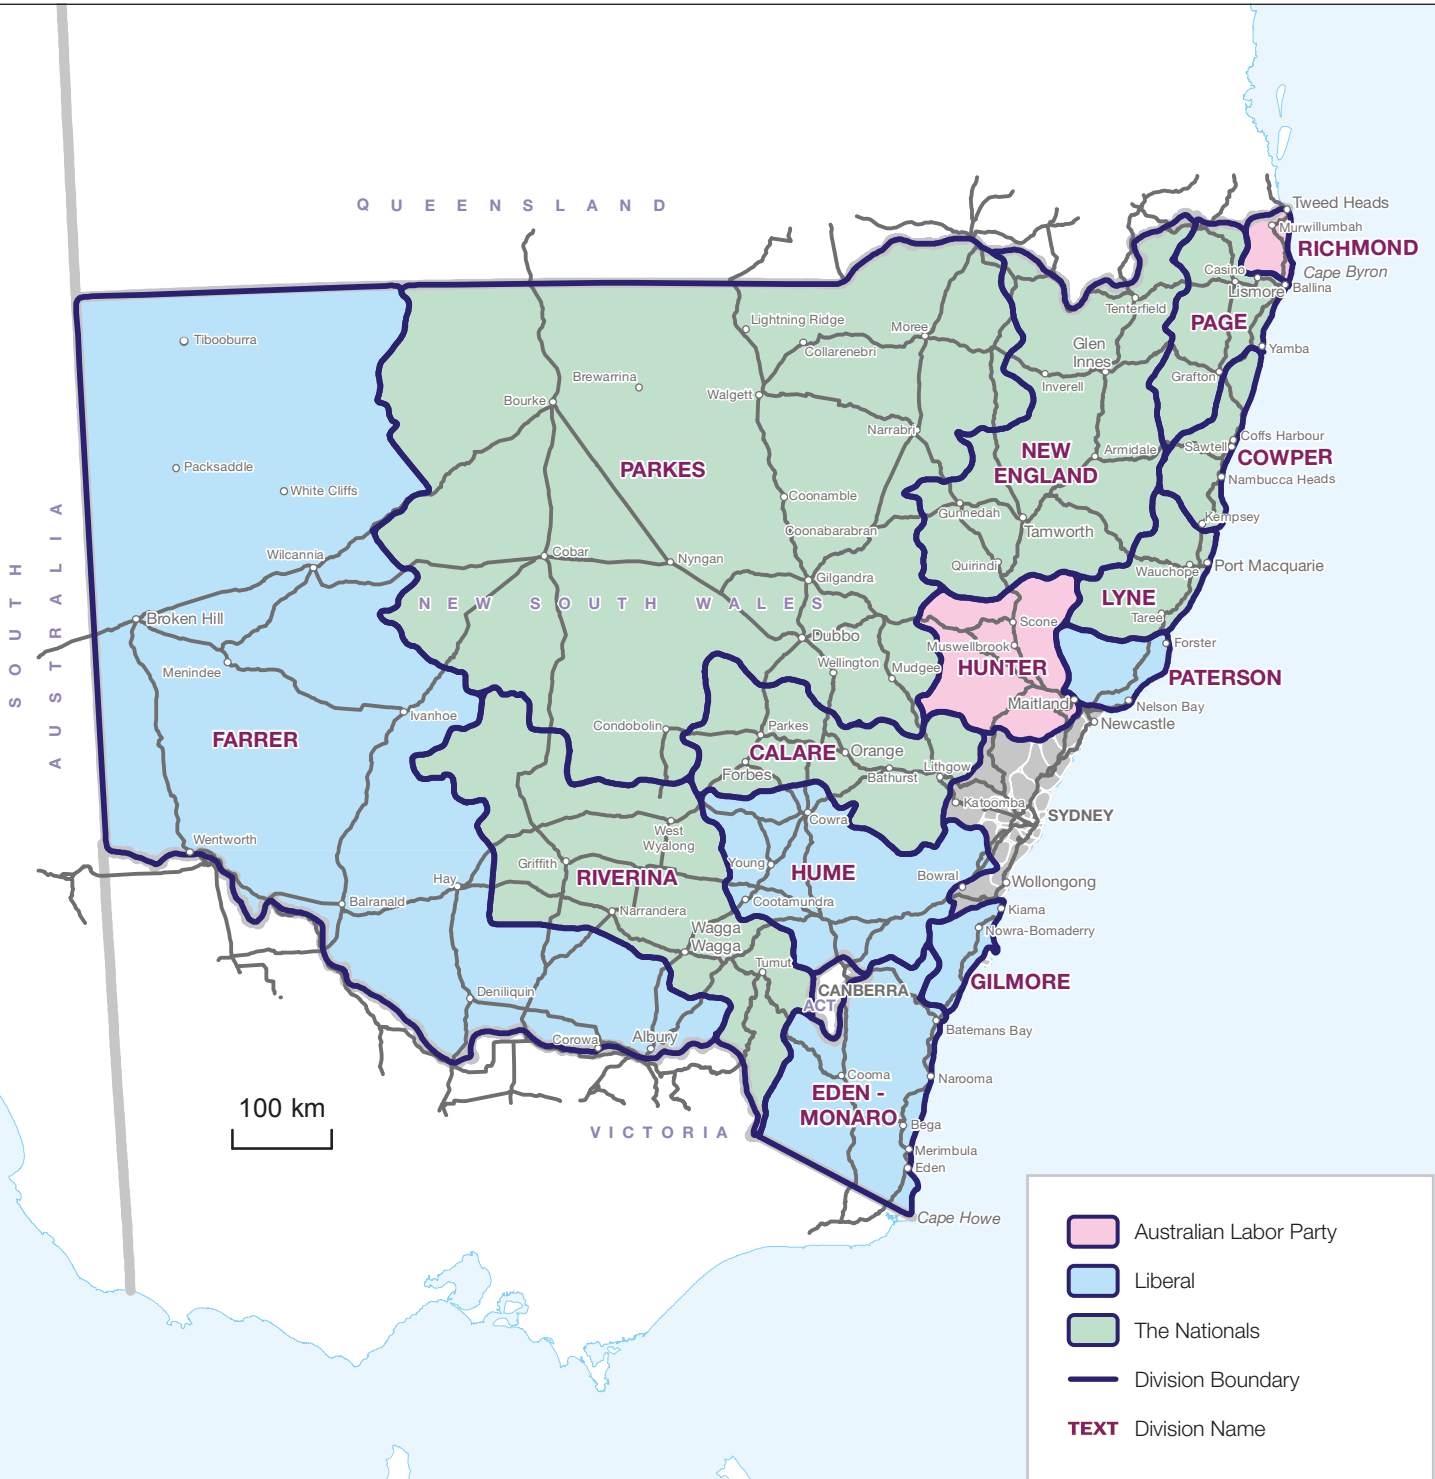 QUEENSLAND
Tweed Heads
Murwillumbah
RICHMOND
Cape Byron
Casino
Lismore
Ballina
Tenterfield
PAGE
Tibooburra
Lightning Ridge
Moree
Collarenebri
Glen
Innes
Yamba
Brewarrina
Inverell
Grafton
Bourke
Walgett
Narrabri
Coffs Harbour
Armidale
Sawtell
COWPER
NEW
ENGLAND
PARKES
Packsaddle
Nambucca Heads
White Cliffs
Coonamble
Gunnedah
Kempsey
Coonabarabran
Tamworth
SOUTH
AUSTRALIA
Wilcannia
Cobar
Nyngan
Quirindi
Wauchope
Port Macquarie
Gilgandra
NEW SOUTH WALES
LYNE
Broken Hill
Scone
Taree
Dubbo
Muswellbrook
Forster
Menindee
Wellington
Mudgee
HUNTER
PATERSON
Maitland
Nelson Bay
Ivanhoe
Condobolin
Parkes
Newcastle
FARRER
CALARE
Orange
Forbes
Bathurst
Lithgow
Katoomba
SYDNEY
Cowra
Wentworth
West
Wyalong
Griffith
Young
HUME
Bowral
RIVERINA
Hay
Wollongong
Balranald
Cootamundra
Narrandera
Kiama
Wagga
Wagga
Nowra-Bomaderry
Tumut
GILMORE
Deniliquin
CANBERRA
ACT
Corowa
Albury
Batemans Bay
Cooma
Narooma
EDEN -
MONARO
100 km
VICTORIA
Bega
Merimbula
Eden
Cape Howe
Australian Labor Party
Liberal
The Nationals
Division Boundary
TEXT Division Name